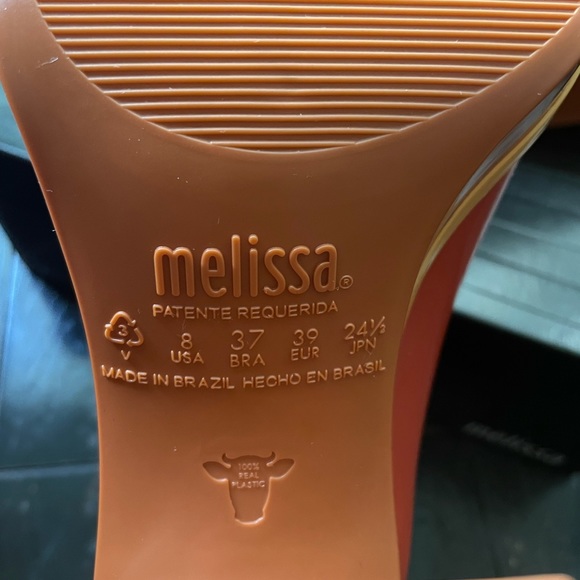 melissa®
PATENTE REQUERIDA
3
V
8 37 39 24½
USA BRA EUR JPN
MADE IN BRAZIL HECHO EN BRASIL
100%
REAL
PLASTIC
melissa